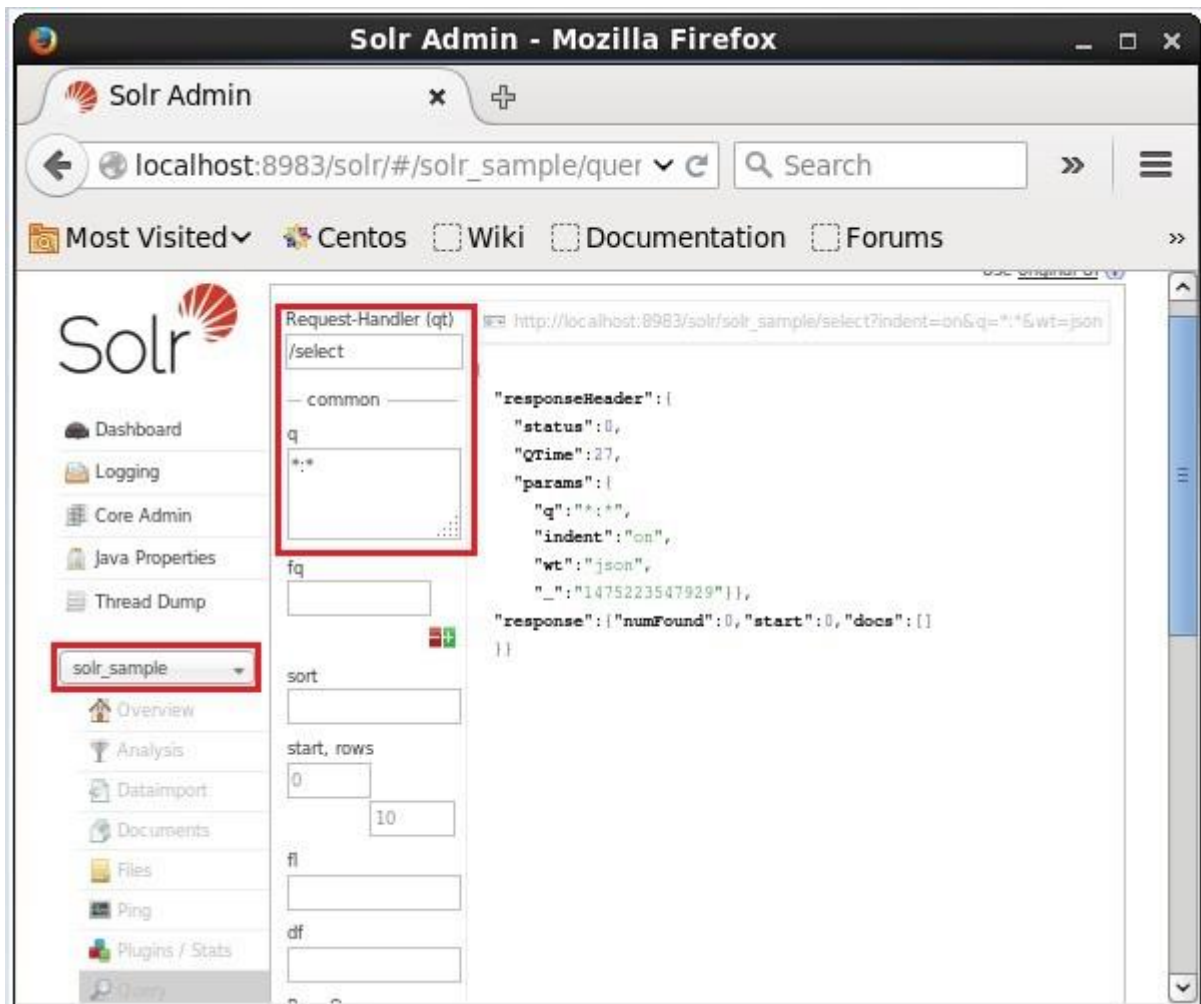 Solr Admin - Mozilla Firefox
Solr Admin
localhost:8983/solr/#/solr_sample/quer
Search
Most Visited
Centos
Wiki
Documentation
Forums
Solr
Dashboard
Logging
Core Admin
Java Properties
Thread Dump
solr_sample
Overview
Analysis
Dataimport
Documents
Files
Ping
Plugins / Stats
Query
Request-Handler (qt)
/select
common
q
*:*
fq
sort
start, rows
0
10
fl
df
http://localhost:8983/solr/solr_sample/select?indent=on&q=*:*&wt=json
{
"responseHeader":{
"status":0,
"QTime":27,
"params":{
"q":"*:*",
"indent":"on",
"wt":"json",
"_":"1475223547929"}},
"response":{"numFound":0,"start":0,"docs":[]
}}